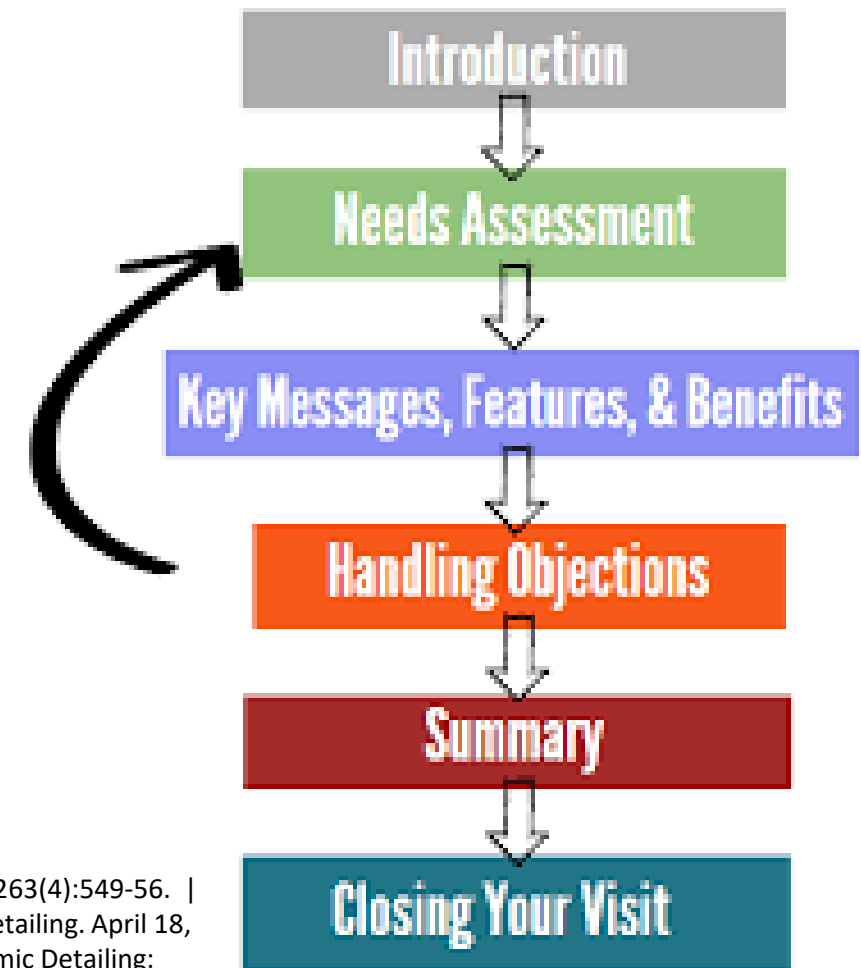 Introduction
Needs Assessment
Key Messages, Features, & Benefits
Handling Objections
Summary
Closing Your Visit
263(4):549-56. |
etailing. April 18,
mic Detailing: